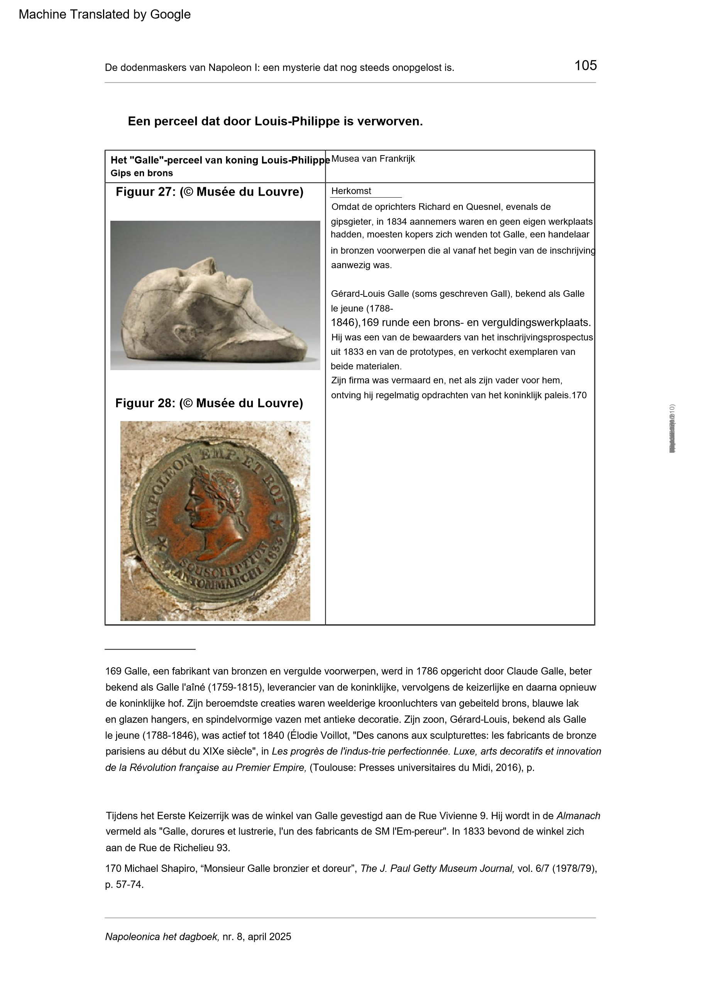 Machine Translated by Google
De dodenmaskers van Napoleon I: een mysterie dat nog steeds onopgelost is.
105
Een perceel dat door Louis-Philippe is verworven.
Het "Galle"-perceel van koning Louis-Philippe
Gips en brons
Musea van Frankrijk
Figuur 27: (© Musée du Louvre)
Figuur 28: (© Musée du Louvre)
NAPOLEON EMP. ET ROI
SOUSCRIPTION
ANTOMMARCHI 1833
Herkomst
Omdat de oprichters Richard en Quesnel, evenals de
gipsgieter, in 1834 aannemers waren en geen eigen werkplaats
hadden, moesten kopers zich wenden tot Galle, een handelaar
in bronzen voorwerpen die al vanaf het begin van de inschrijving
aanwezig was.
Gérard-Louis Galle (soms geschreven Gall), bekend als Galle
le jeune (1788-
1846),169 runde een brons- en verguldingswerkplaats.
Hij was een van de bewaarders van het inschrijvingsprospectus
uit 1833 en van de prototypes, en verkocht exemplaren van
beide materialen.
Zijn firma was vermaard en, net als zijn vader voor hem,
ontving hij regelmatig opdrachten van het koninklijk paleis.170
169 Galle, een fabrikant van bronzen en vergulde voorwerpen, werd in 1786 opgericht door Claude Galle, beter
bekend als Galle l'aîné (1759-1815), leverancier van de koninklijke, vervolgens de keizerlijke en daarna opnieuw
de koninklijke hof. Zijn beroemdste creaties waren weelderige kroonluchters van gebeiteld brons, blauwe lak
en glazen hangers, en spindelvormige vazen met antieke decoratie. Zijn zoon, Gérard-Louis, bekend als Galle
le jeune (1788-1846), was actief tot 1840 (Élodie Voillot, "Des canons aux sculpturettes: les fabricants de bronze
parisiens au début du XIXe siècle", in Les progrès de l'indus-trie perfectionnée. Luxe, arts decoratifs et innovation
de la Révolution française au Premier Empire, (Toulouse: Presses universitaires du Midi, 2016), p.
Tijdens het Eerste Keizerrijk was de winkel van Galle gevestigd aan de Rue Vivienne 9. Hij wordt in de Almanach
vermeld als "Galle, dorures et lustrerie, l'un des fabricants de SM l'Em-pereur". In 1833 bevond de winkel zich
aan de Rue de Richelieu 93.
170 Michael Shapiro, “Monsieur Galle bronzier et doreur”, The J. Paul Getty Museum Journal, vol. 6/7 (1978/79),
p. 57-74.
Napoleonica het dagboek, nr. 8, april 2025